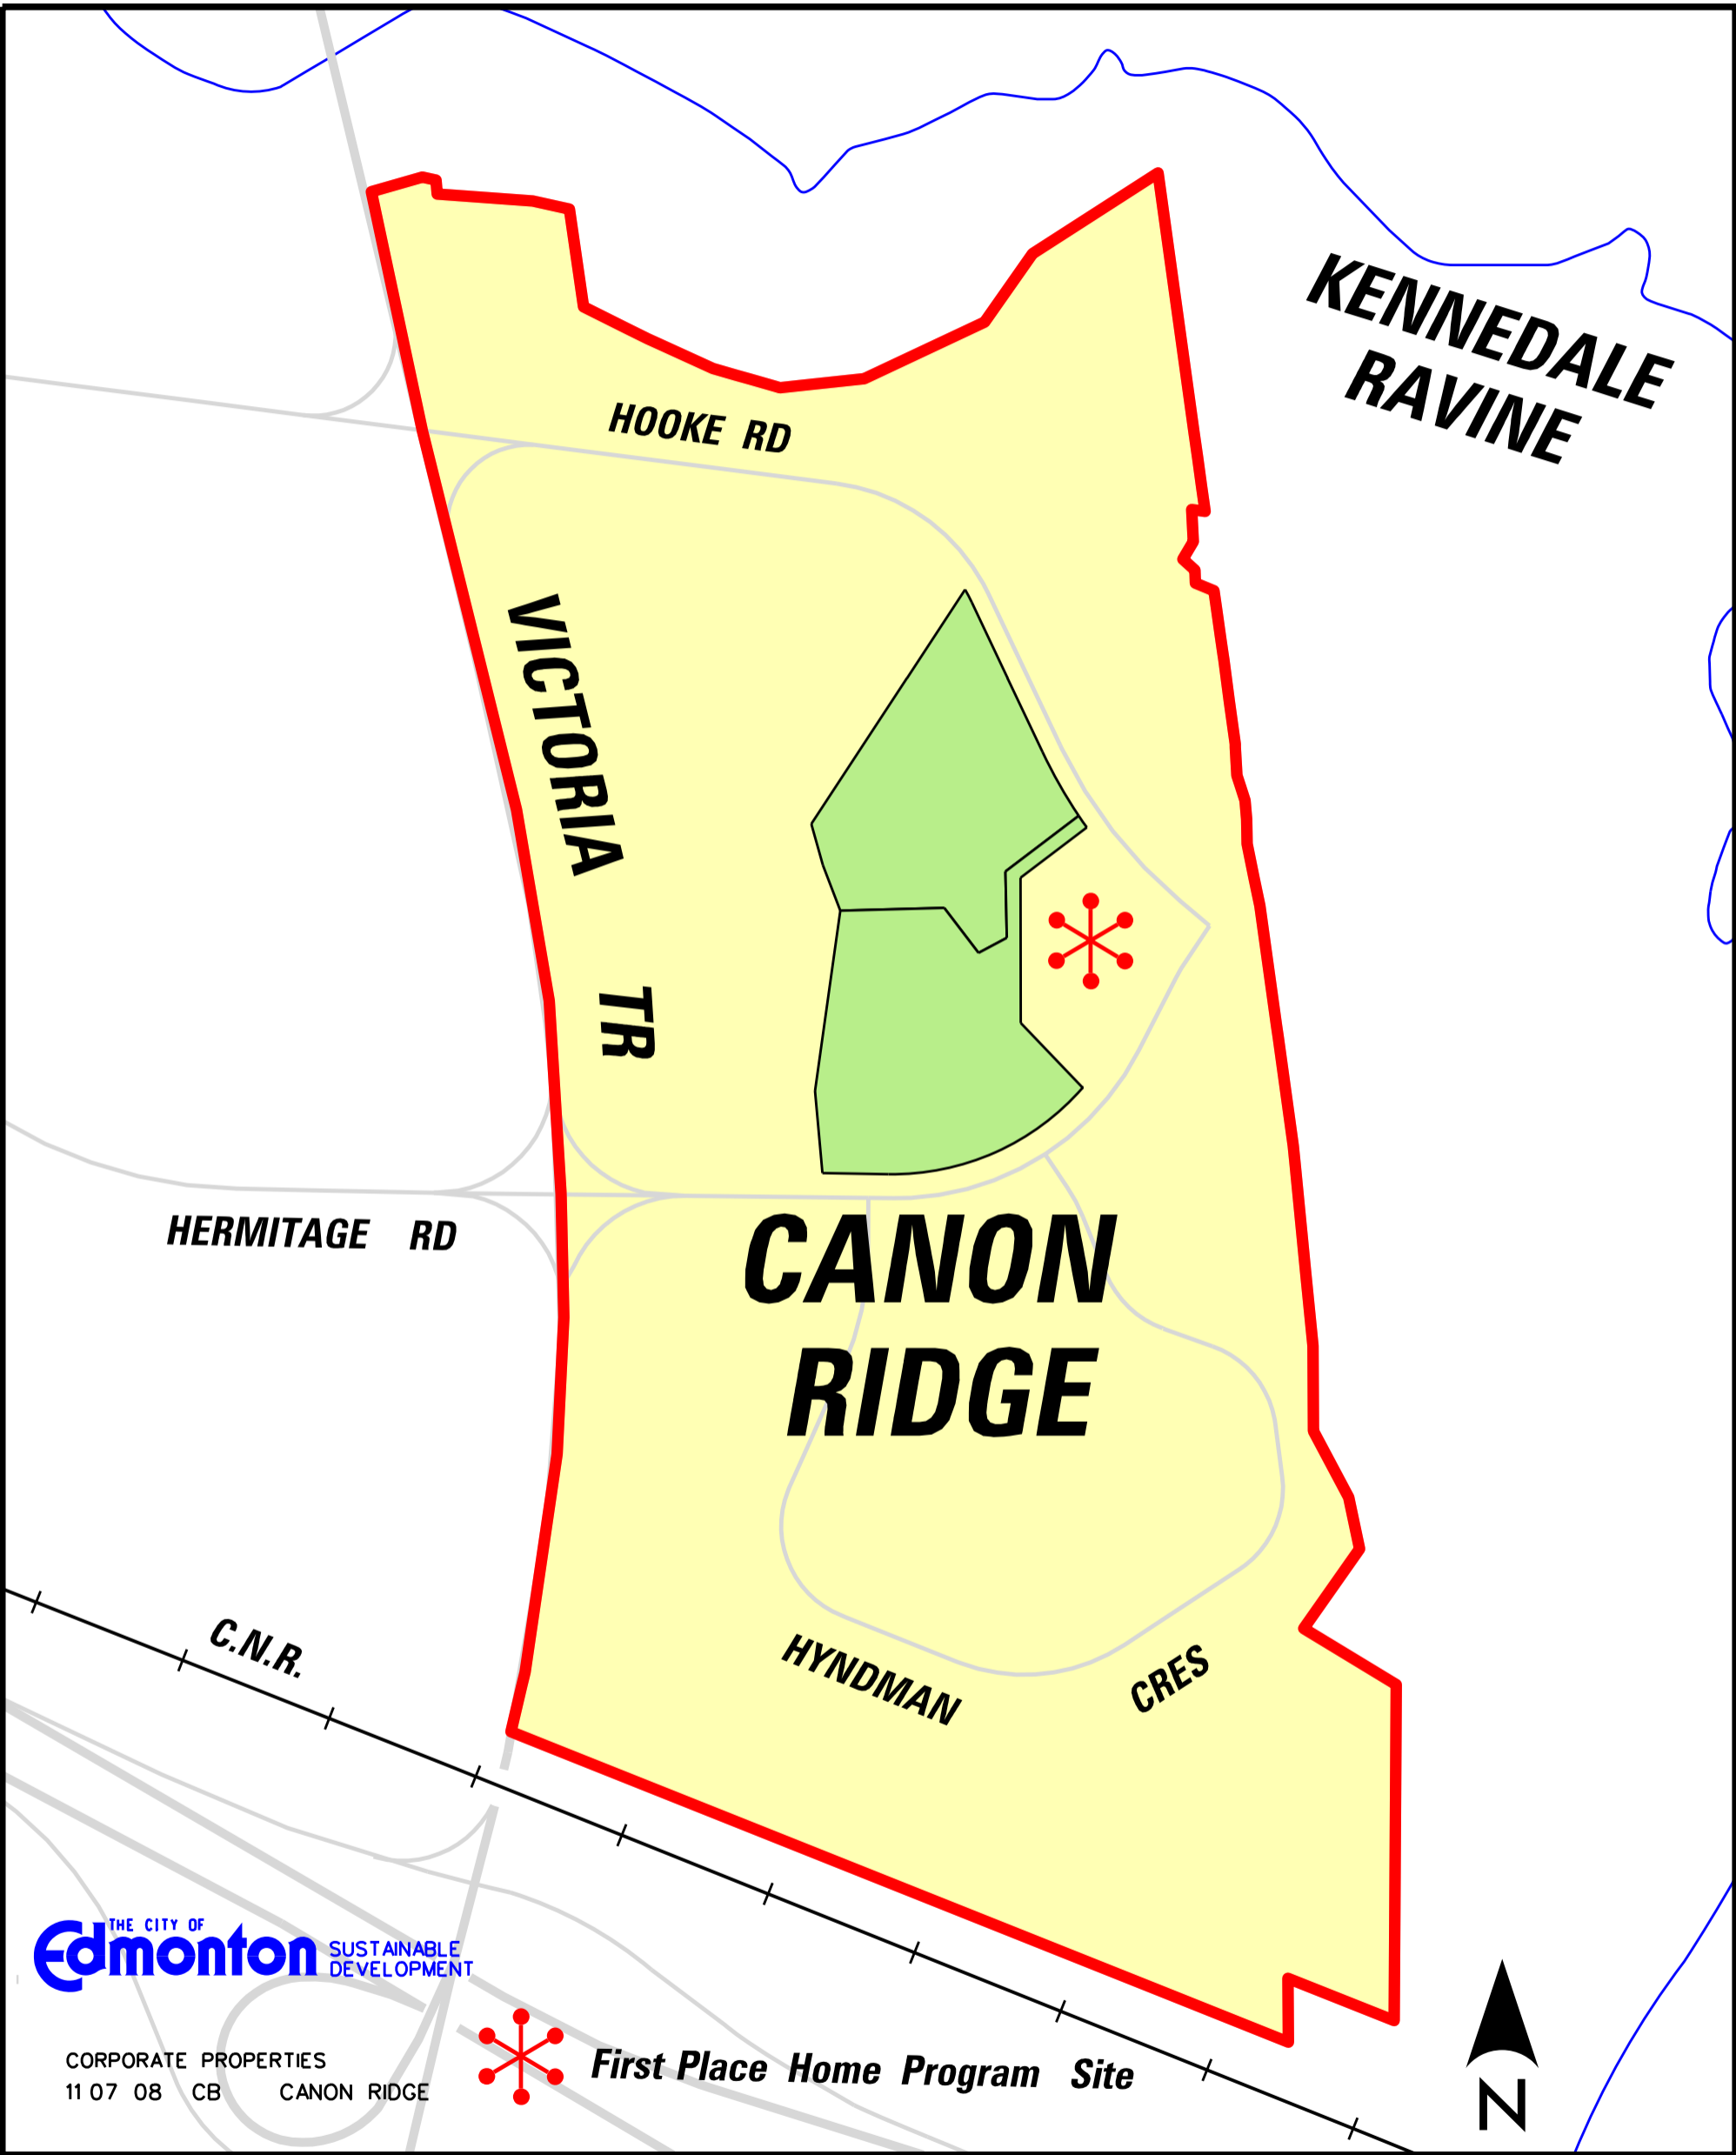 KENNEDALE
RAVINE
HOOKE RD
VICTORIA TR
HERMITAGE RD
CANON
RIDGE
C.N.R.
HYNDMAN CRES
THE CITY OF
Edmonton
SUSTAINABLE
DEVELOPMENT
First Place Home Program Site
CORPORATE PROPERTIES
11 07 08 CB CANON RIDGE
N